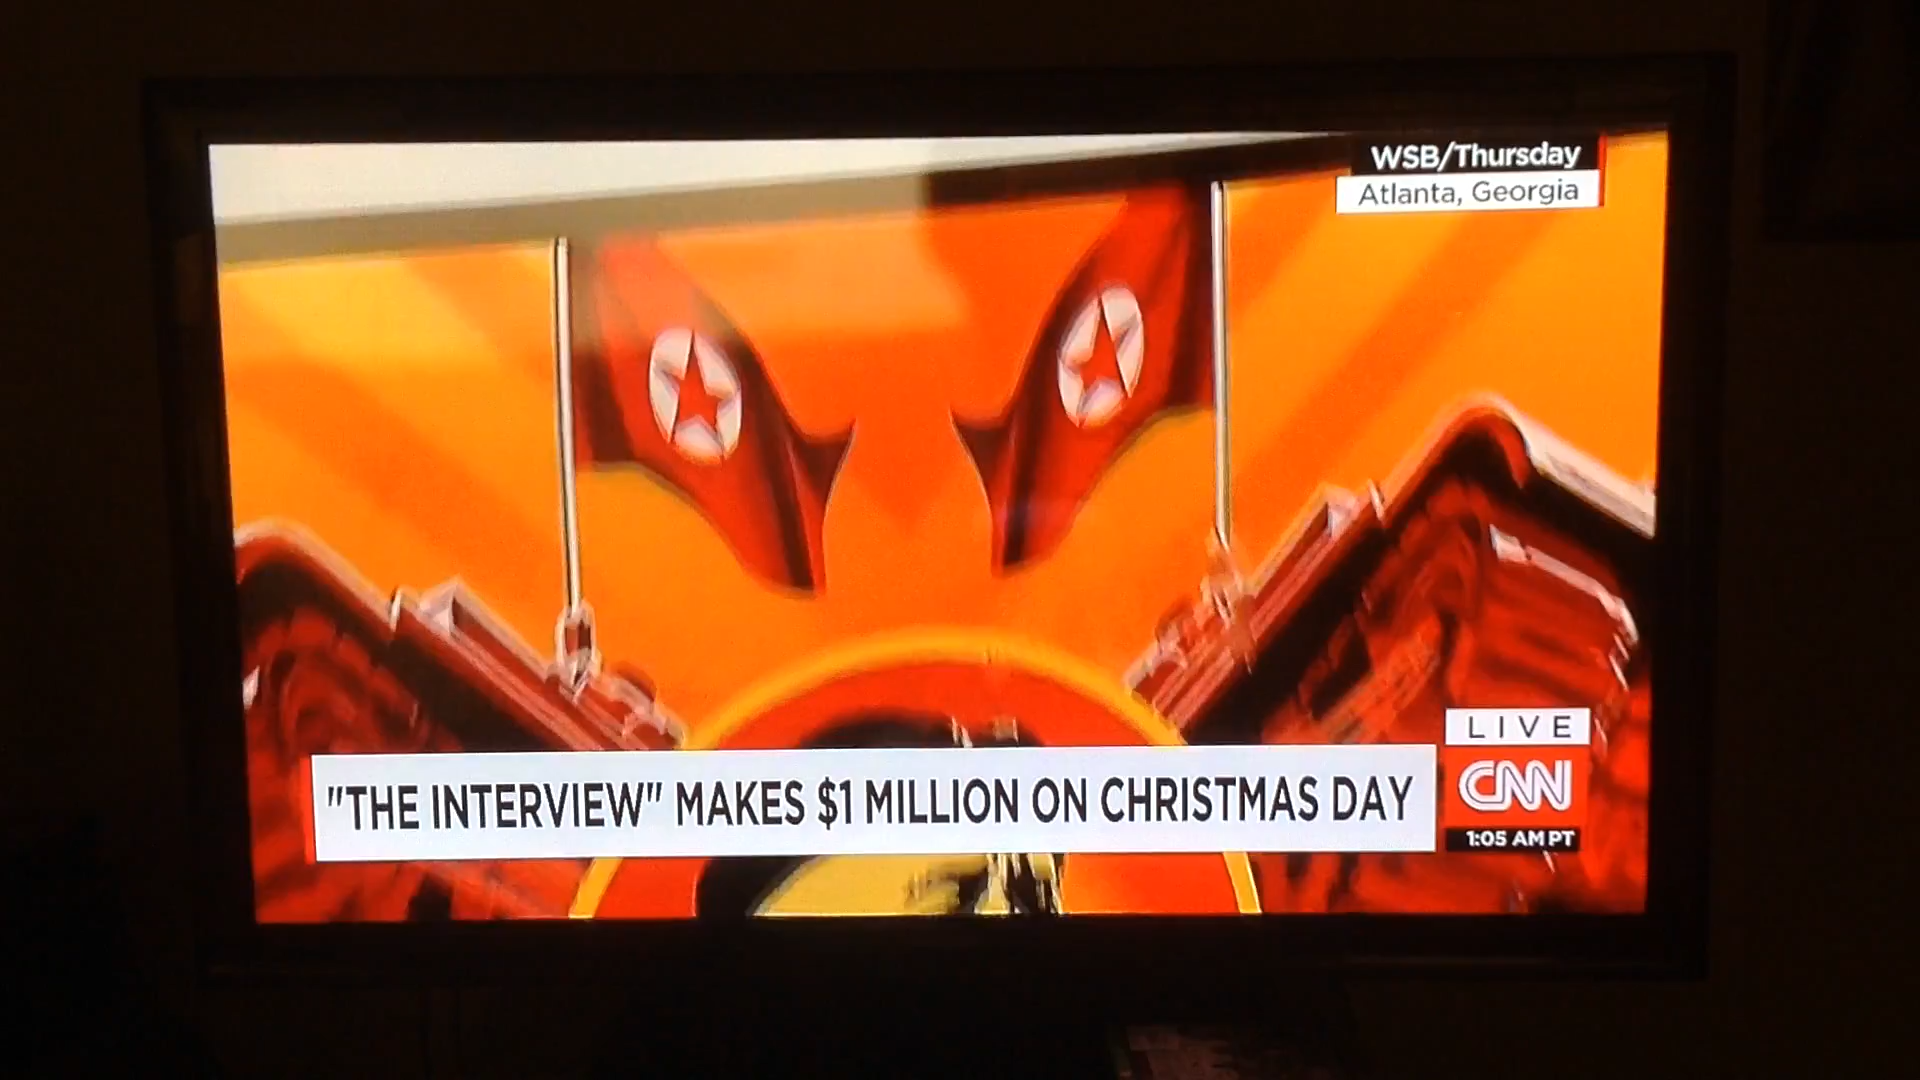 WSB/Thursday
Atlanta, Georgia
LIVE
"THE INTERVIEW" MAKES $1 MILLION ON CHRISTMAS DAY
CNN
1:05 AM PT